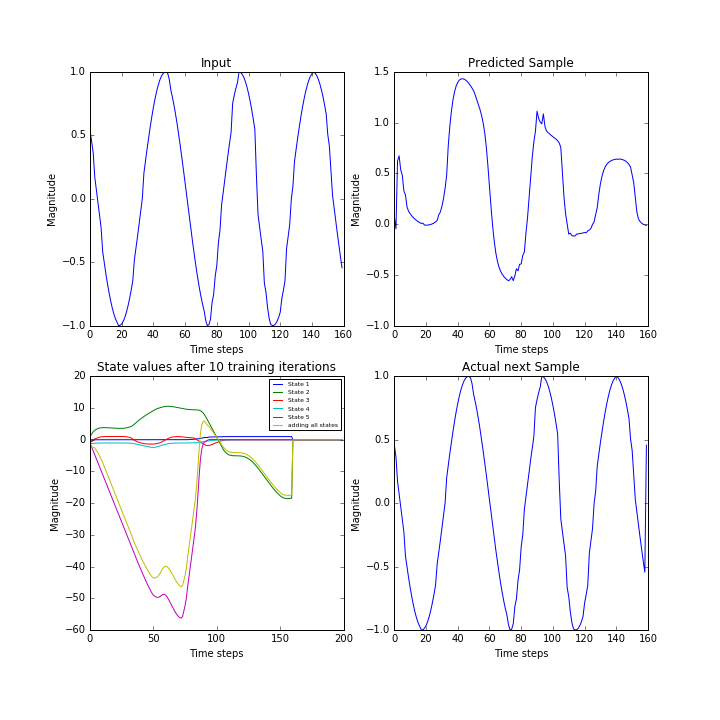 Input
Magnitude
1.0
0.5
0.0
−0.5
−1.0
0 20 40 60 80 100 120 140 160
Time steps
Predicted Sample
Magnitude
1.5
1.0
0.5
0.0
−0.5
−1.0
0 20 40 60 80 100 120 140 160
Time steps
State values after 10 training iterations
Magnitude
20
10
0
−10
−20
−30
−40
−50
−60
0 50 100 150 200
Time steps
State 1
State 2
State 3
State 4
State 5
adding all states
Actual next Sample
Magnitude
1.0
0.5
0.0
−0.5
−1.0
0 20 40 60 80 100 120 140 160
Time steps